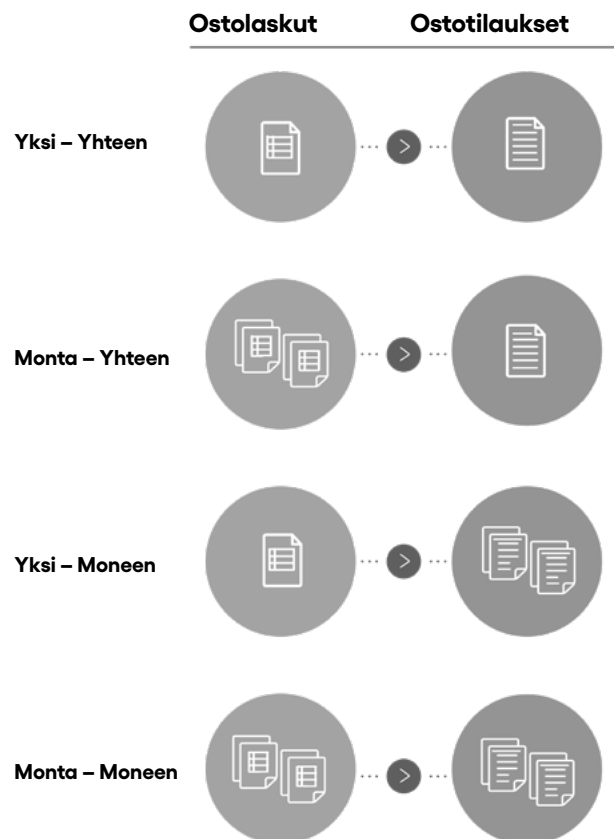 Ostolaskut Ostotilaukset
Yksi – Yhteen
Monta – Yhteen
Yksi – Moneen
Monta – Moneen